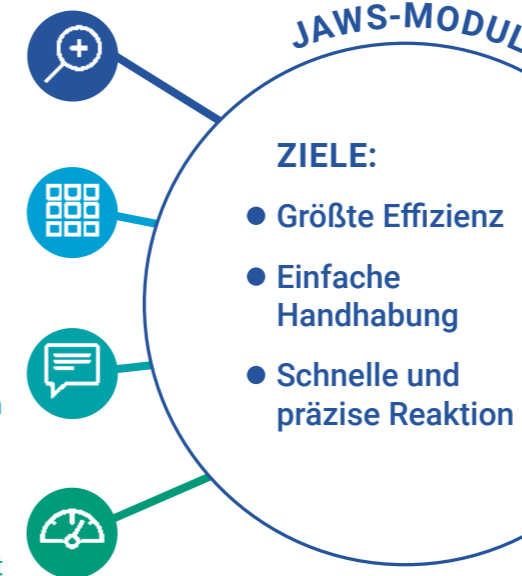 JAWS-MODUL
ZIELE:
Größte Effizienz
Einfache
Handhabung
Schnelle und
präzise Reaktion